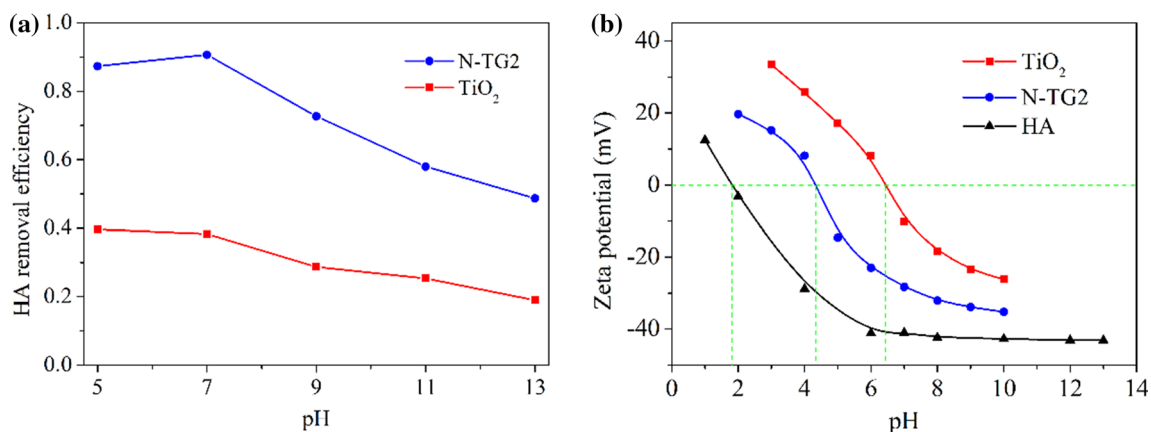 (a)
HA removal efficiency
1.0
0.8
0.6
0.4
0.2
0.0
5 7 9 11 13
pH
N-TG2
TiO₂
(b)
Zeta potential (mV)
40
20
0
-20
-40
0 2 4 6 8 10 12 14
pH
TiO₂
N-TG2
HA